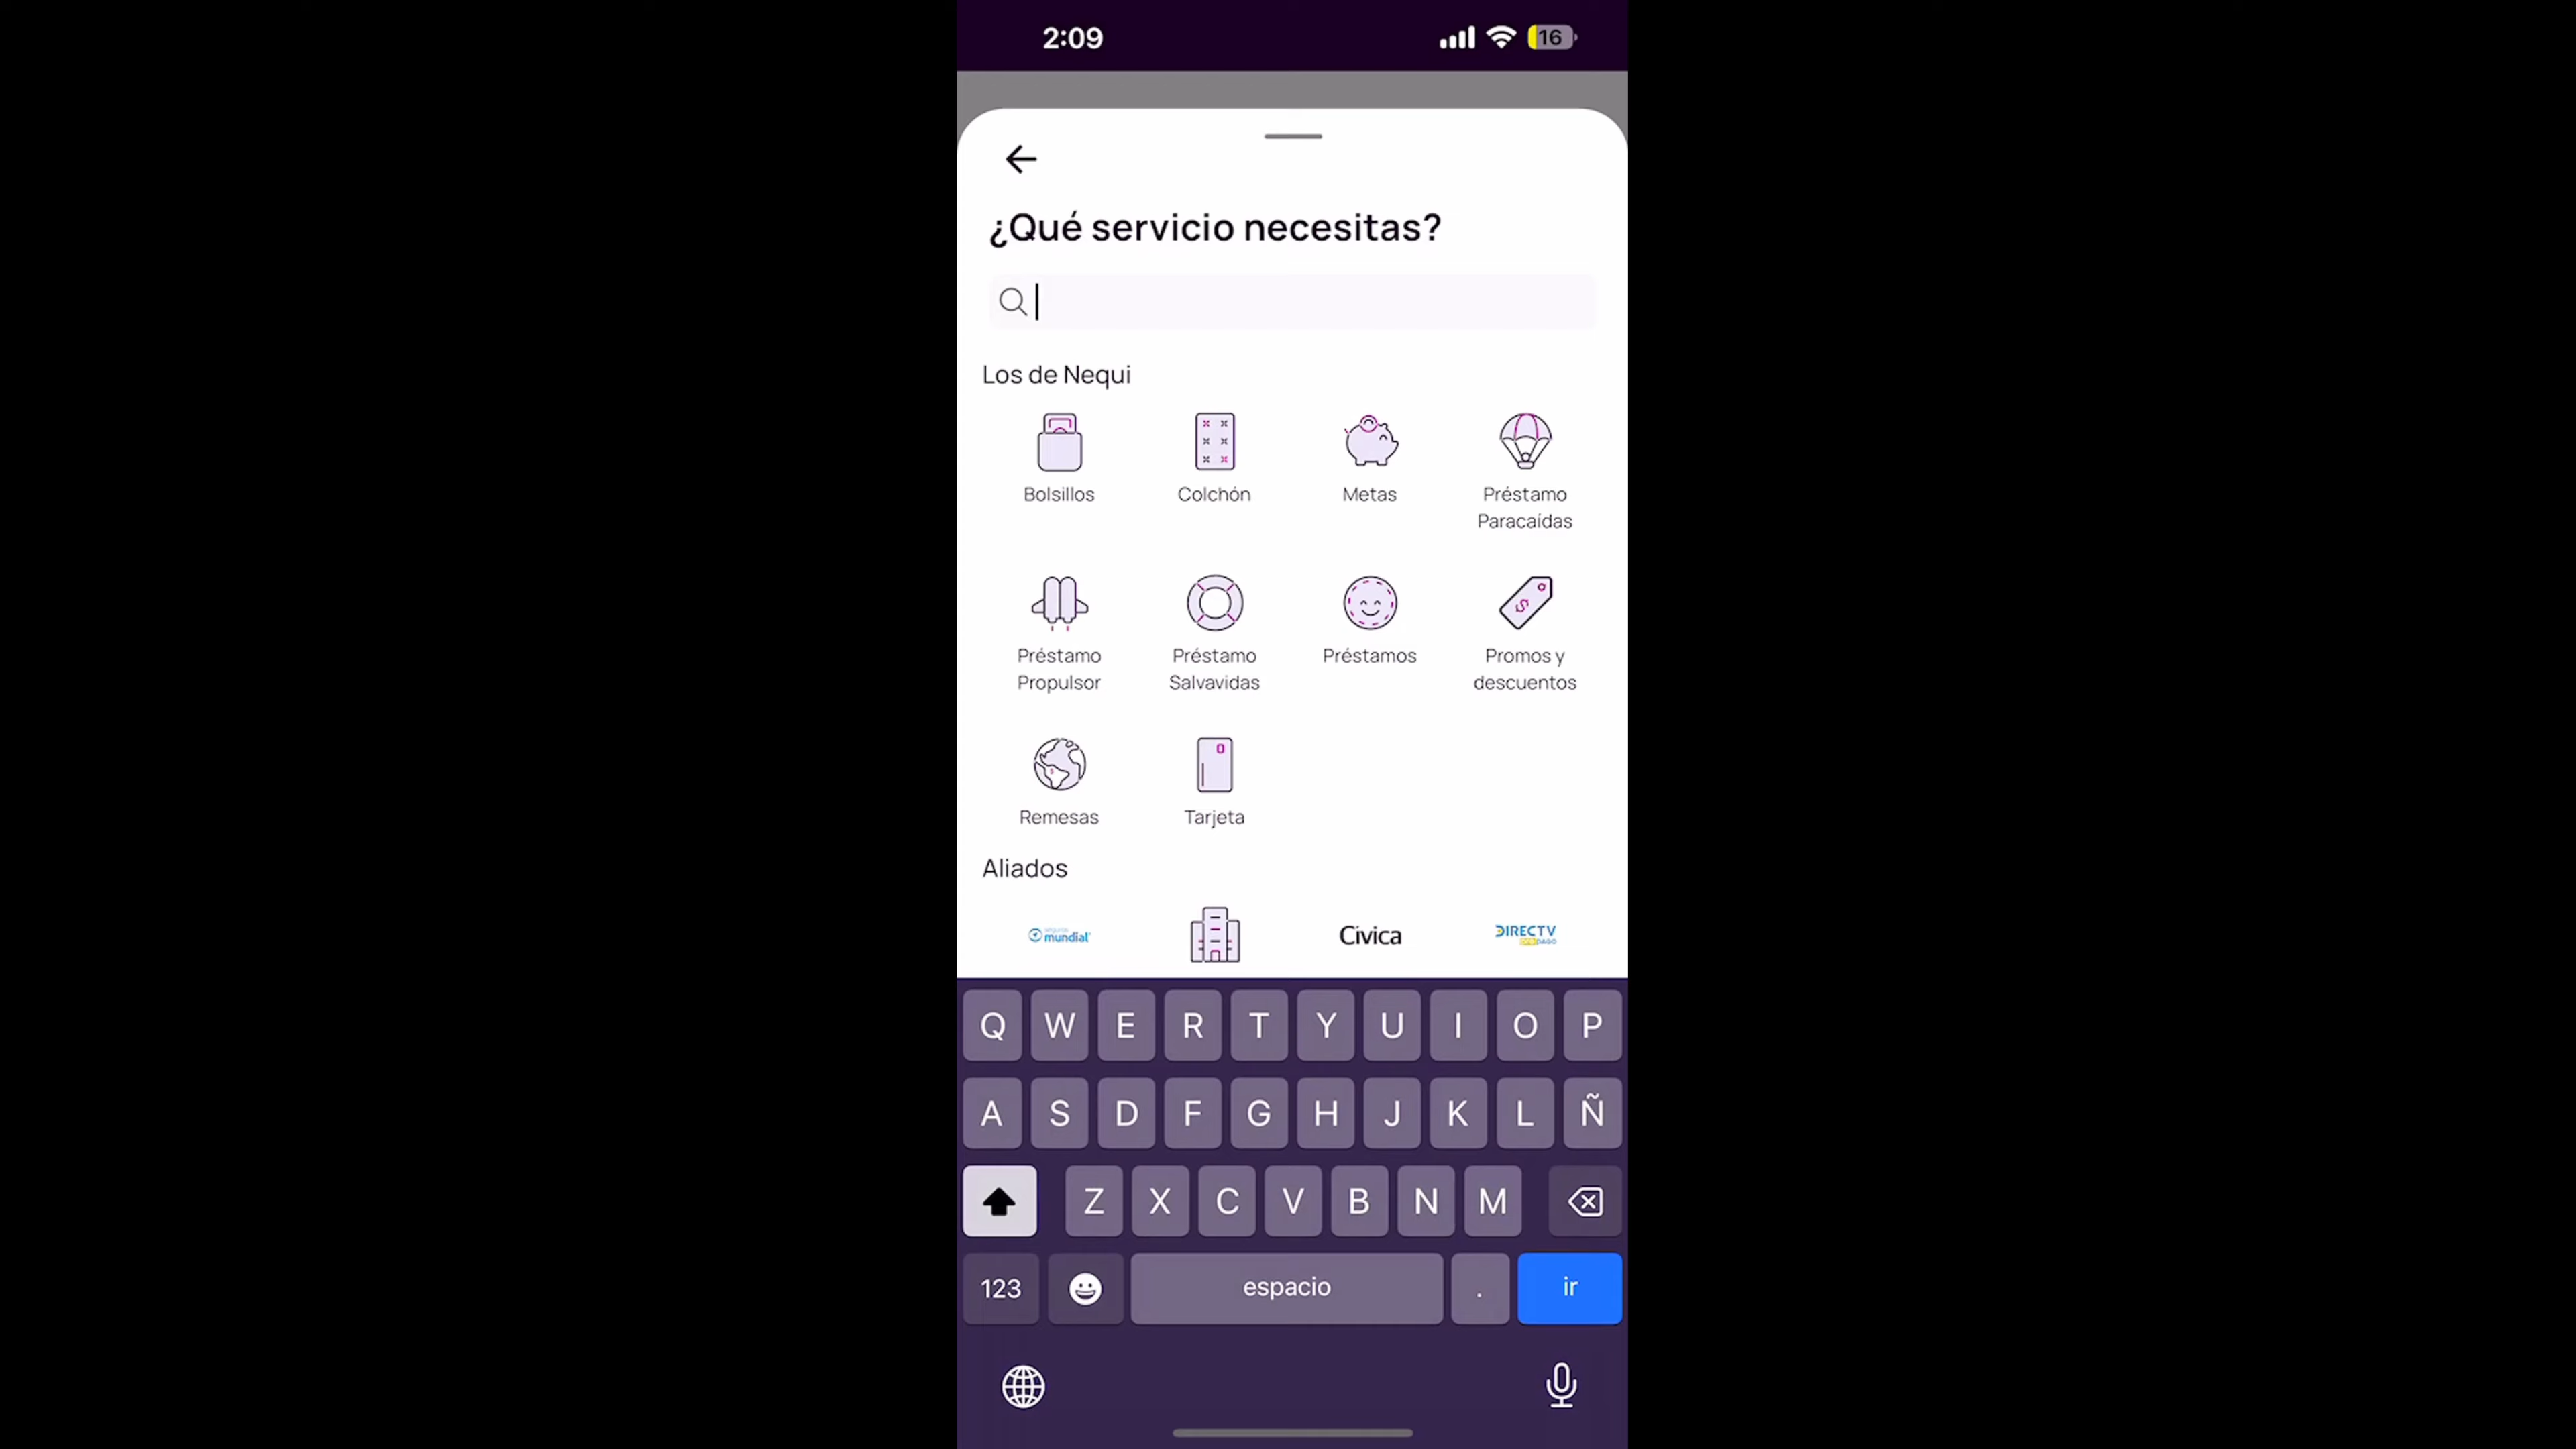 2:09
16
¿Qué servicio necesitas?
Los de Nequi
Bolsillos
Colchón
Metas
Préstamo
Paracaídas
Préstamo
Propulsor
Préstamo
Salvavidas
Préstamos
Promos y
descuentos
Remesas
Tarjeta
Aliados
mundial
Cívica
DIRECTV
Q W E R T Y U I O P
A S D F G H J K L Ñ
Z X C V B N M
123
espacio
.
ir